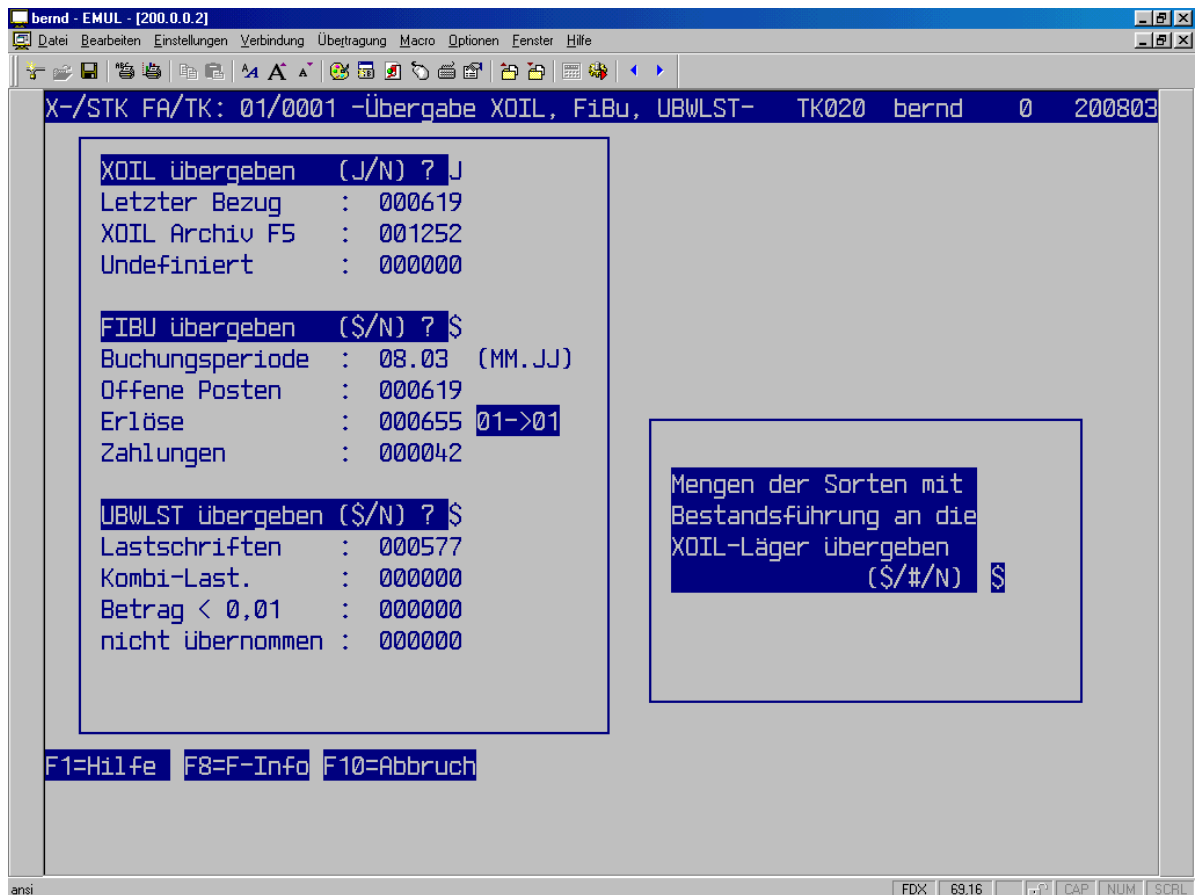 bernd - EMUL - [200.0.0.2]
Datei Bearbeiten Einstellungen Verbindung Übertragung Macro Optionen Fenster Hilfe
X-/STK FA/TK: 01/0001 -Übergabe XOIL, FiBu, UBWLST- TK020 bernd 0 200803
XOIL übergeben (J/N) ? J
Letzter Bezug : 000619
XOIL Archiv F5 : 001252
Undefiniert : 000000
FIBU übergeben ($/N) ? $
Buchungsperiode : 08.03 (MM.JJ)
Offene Posten : 000619
Erlöse : 000655 01->01
Zahlungen : 000042
UBWLST übergeben ($/N) ? $
Lastschriften : 000577
Kombi-Last. : 000000
Betrag < 0,01 : 000000
nicht übernommen : 000000
Mengen der Sorten mit
Bestandsführung an die
XOIL-Läger übergeben
($/#/N) $
F1=Hilfe F8=F-Info F10=Abbruch
ansi FDX 69,16 CAP NUM SCRL